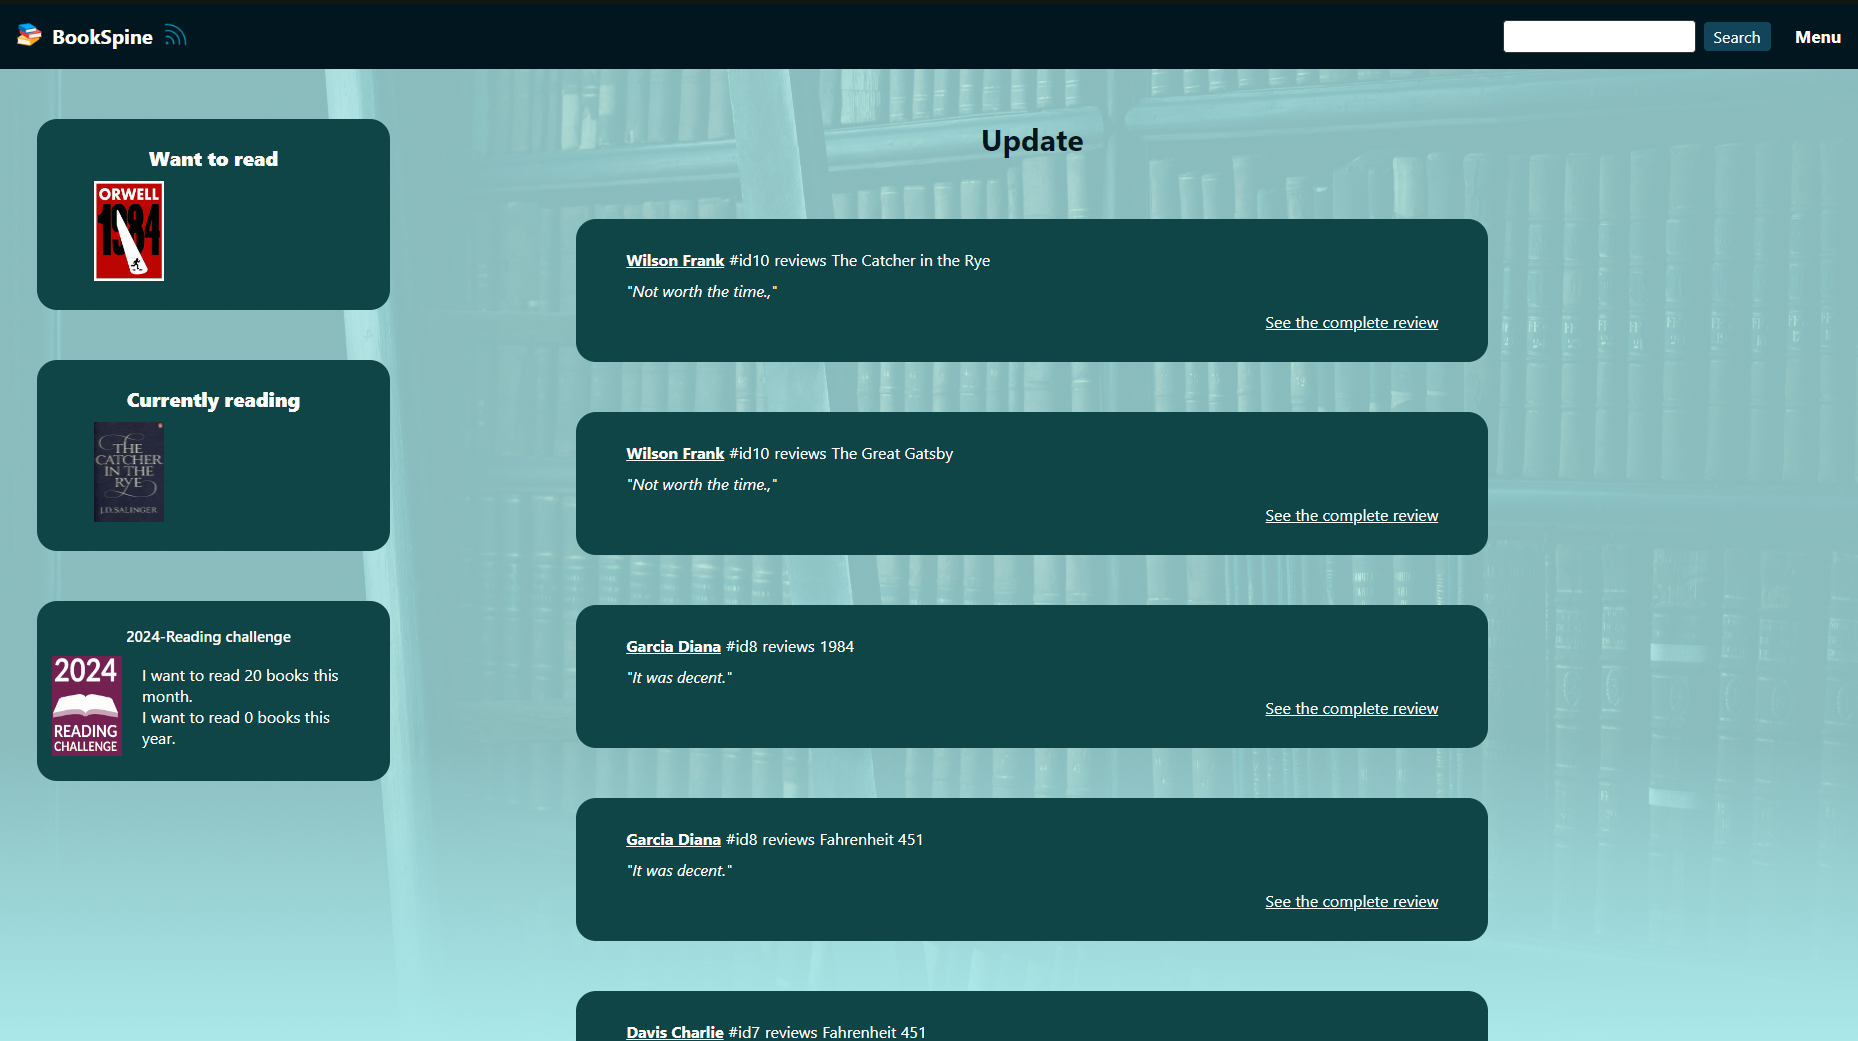 BookSpine
Search
Menu
Want to read
ORWELL
1984
Currently reading
THE
CATCHER
IN THE
RYE
J.D. SALINGER
2024-Reading challenge
2024
READING
CHALLENGE
I want to read 20 books this
month.
I want to read 0 books this
year.
Update
Wilson Frank #id10 reviews The Catcher in the Rye
"Not worth the time.,"
See the complete review
Wilson Frank #id10 reviews The Great Gatsby
"Not worth the time.,"
See the complete review
Garcia Diana #id8 reviews 1984
"It was decent."
See the complete review
Garcia Diana #id8 reviews Fahrenheit 451
"It was decent."
See the complete review
Davis Charlie #id7 reviews Fahrenheit 451